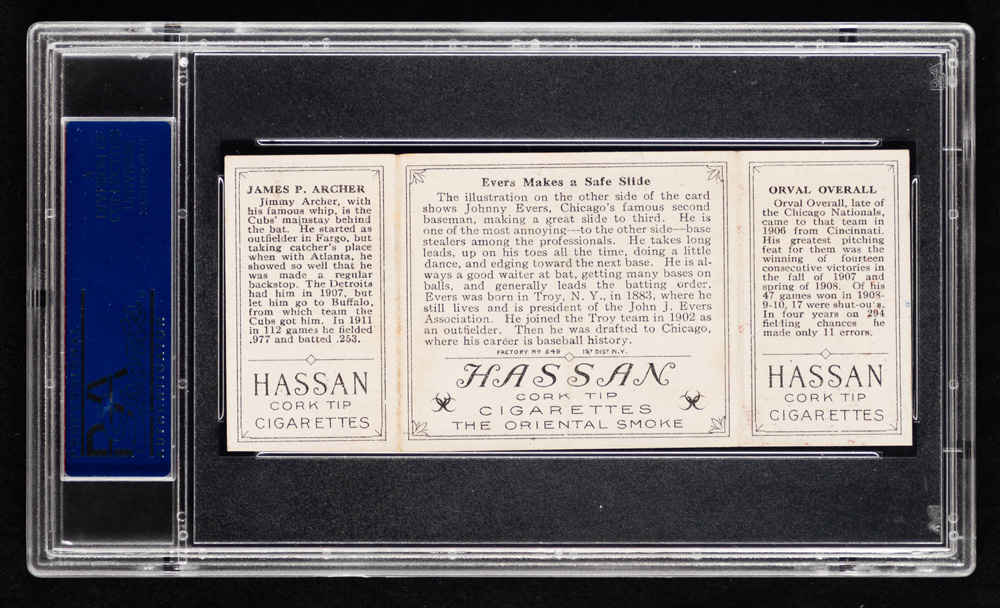 JAMES P. ARCHER
Jimmy Archer, with
his famous whip, is the
Cubs' mainstay behind
the bat. He started as
outfielder in Fargo, but
taking catcher's place
when with Atlanta, he
showed so well that he
was made a regular
backstop. The Detroits
had him in 1907, but
let him go to Buffalo,
from which team the
Cubs got him. In 1911
in 112 games he fielded
.977 and batted .253.
HASSAN
CORK TIP
CIGARETTES
Evers Makes a Safe Slide
The illustration on the other side of the card
shows Johnny Evers, Chicago's famous second
baseman, making a great slide to third. He is
one of the most annoying—to the other side—base
stealers among the professionals. He takes long
leads, up on his toes all the time, doing a little
dance, and edging toward the next base. He is al-
ways a good waiter at bat, getting many bases on
balls, and generally leads the batting order.
Evers was born in Troy, N. Y., in 1883, where he
still lives and is president of the John J. Evers
Association. He joined the Troy team in 1902 as
an outfielder. Then he was drafted to Chicago,
where his career is baseball history.
FACTORY Nº 649 1ST DIST N.Y.
HASSAN
CORK TIP
CIGARETTES
THE ORIENTAL SMOKE
ORVAL OVERALL
Orval Overall, late of
the Chicago Nationals,
came to that team in
1906 from Cincinnati.
His greatest pitching
feat for them was the
winning of fourteen
consecutive victories in
the fall of 1907 and
spring of 1908. Of his
47 games won in 1908-
9-10, 17 were shut-outs.
In four years on 294
fielding chances he
made only 11 errors.
HASSAN
CORK TIP
CIGARETTES